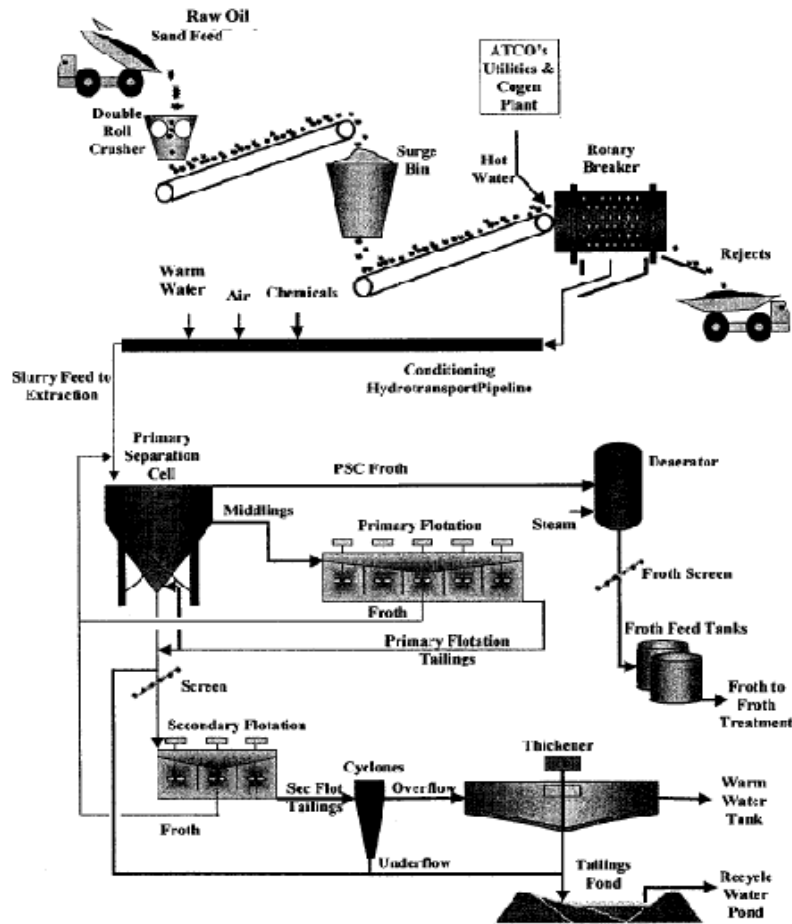 Raw Oil
Sand Feed
Double
Roll
Crusher
ATCO's
Utilities &
Cogen
Plant
Surge
Bin
Hot
Water
Rotary
Breaker
Rejects
Warm
Water
Air
Chemicals
Conditioning
HydrotransportPipeline
Slurry Feed to
Extraction
Primary
Separation
Cell
PSC Froth
Deaerator
Middlings
Primary Flotation
Steam
Froth Screen
Froth
Primary Flotation
Tailings
Froth Feed Tanks
Screen
Froth to
Froth
Treatment
Secondary Flotation
Thickener
Cyclones
Sec Flot
Tailings
Overflow
Warm
Water
Tank
Froth
Underflow
Tailings
Pond
Recycle
Water
Pond